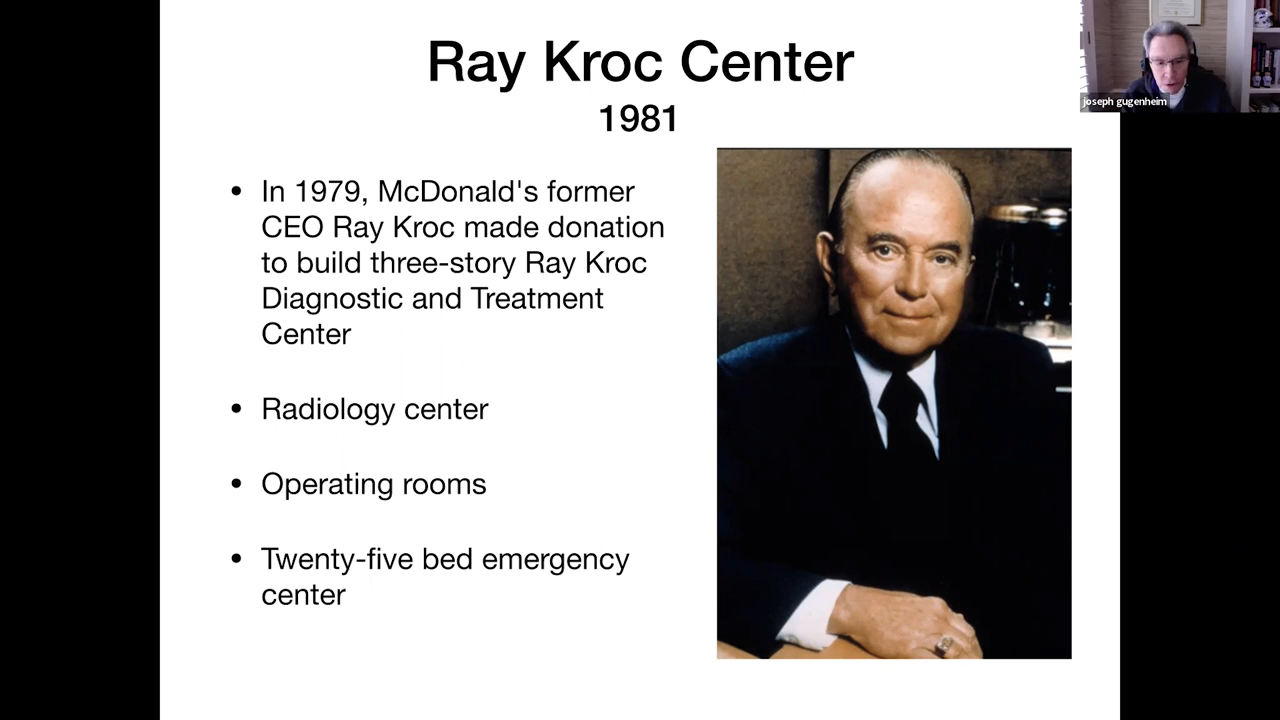 Ray Kroc Center
1981
• In 1979, McDonald's former
CEO Ray Kroc made donation
to build three-story Ray Kroc
Diagnostic and Treatment
Center
• Radiology center
• Operating rooms
• Twenty-five bed emergency
center
joseph gugenheim